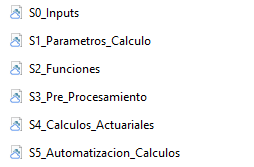 S0_Inputs
S1_Parametros_Calculo
S2_Funciones
S3_Pre_Procesamiento
S4_Calculos_Actuariales
S5_Automatizacion_Calculos